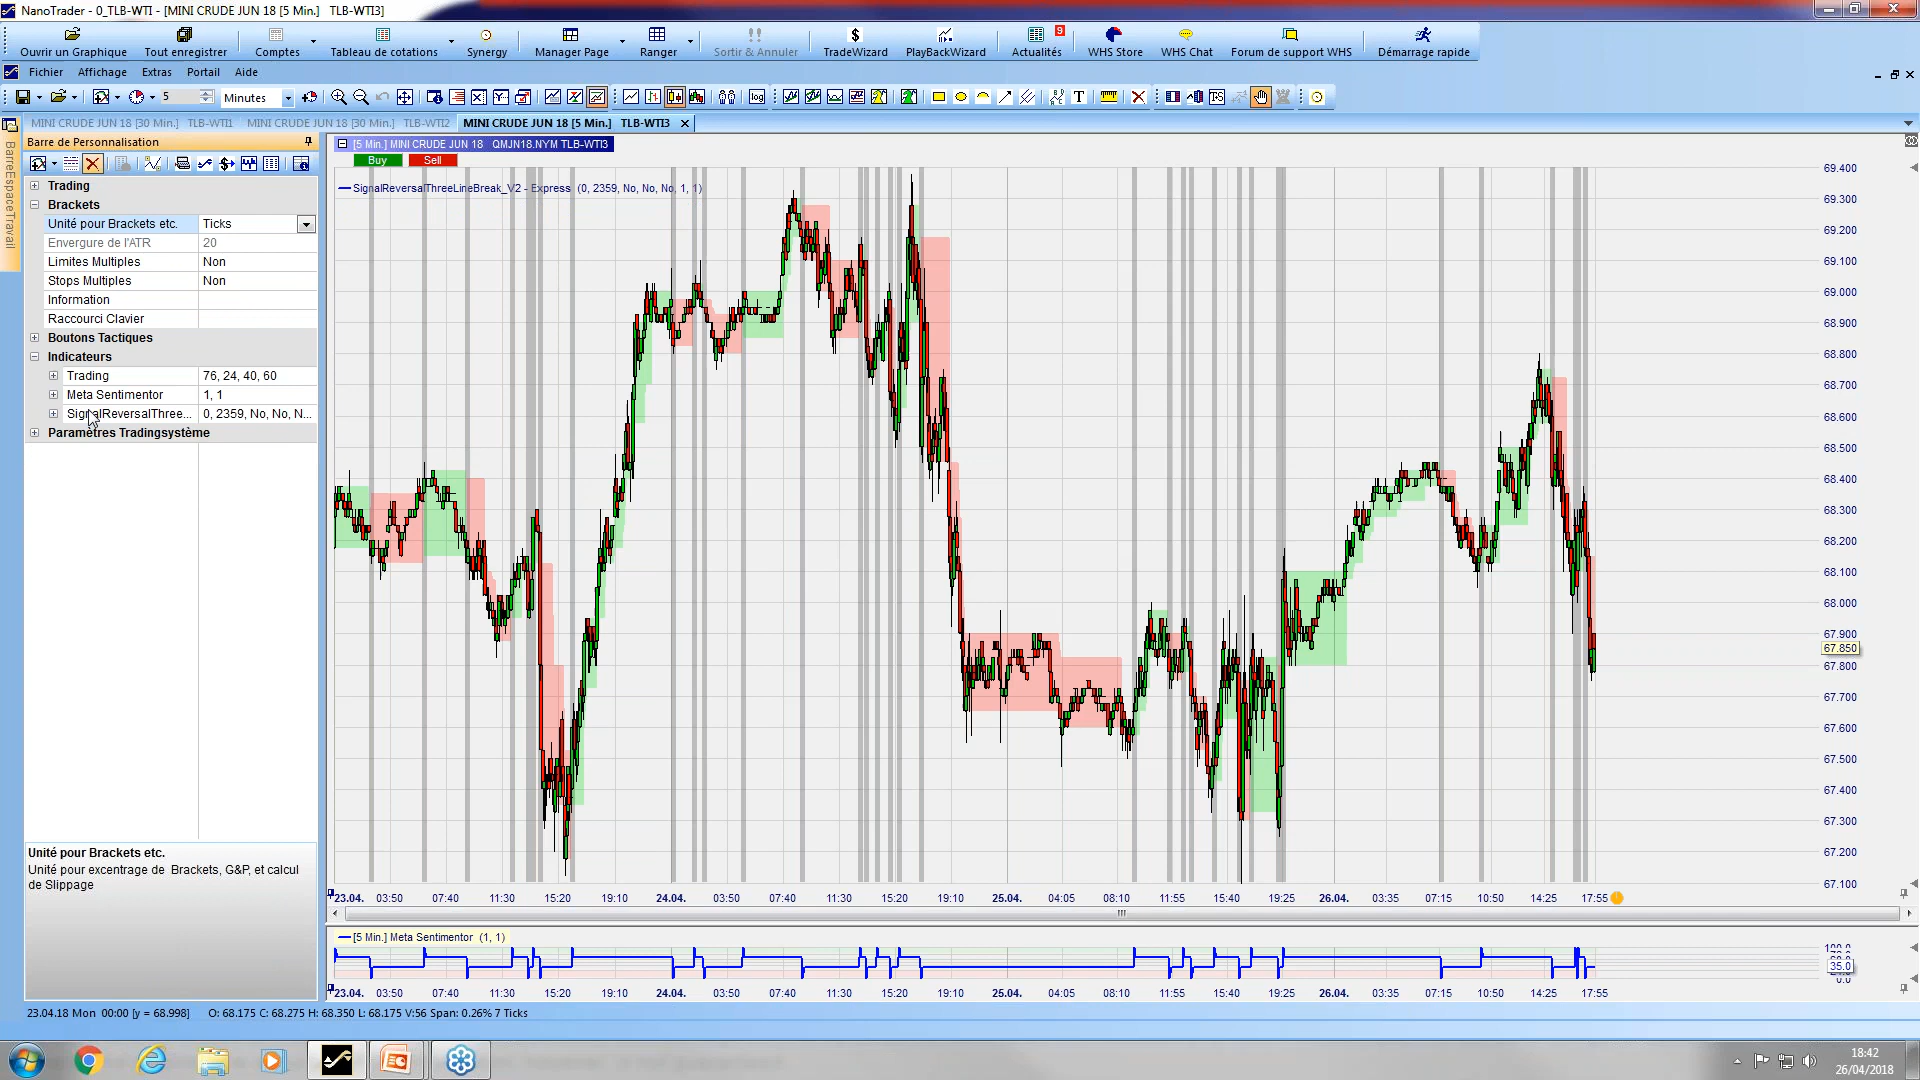 NanoTrader - 0_TLB-WTI - [MINI CRUDE JUN 18 [5 Min.] TLB-WTI3]
Ouvrir un Graphique
Tout enregistrer
Comptes
Tableau de cotations
Synergy
Manager Page
Ranger
Sortir & Annuler
$
TradeWizard
PlayBackWizard
9
Actualités
WHS Store
WHS Chat
Forum de support WHS
Démarrage rapide
Fichier Affichage Extras Portail Aide
5 Minutes
log
T
TS
MINI CRUDE JUN 18 [30 Min.] TLB-WTI1
MINI CRUDE JUN 18 [30 Min.] TLB-WTI2
MINI CRUDE JUN 18 [5 Min.] TLB-WTI3
BarreEspaceTravail
Barre de Personnalisation
Trading
Brackets
Unité pour Brackets etc. Ticks
Envergure de l'ATR 20
Limites Multiples Non
Stops Multiples Non
Information
Raccourci Clavier
Boutons Tactiques
Indicateurs
Trading 76, 24, 40, 60
Meta Sentimentor 1, 1
SignalReversalThree... 0, 2359, No, No, N...
Paramètres Tradingsystème
Unité pour Brackets etc.
Unité pour excentrage de Brackets, G&P, et calcul
de Slippage
[5 Min.] MINI CRUDE JUN 18 QMJN18.NYM TLB-WTI3
Buy Sell
SignalReversalThreeLineBreak_V2 - Express (0, 2359, No, No, No, 1, 1)
69.400
69.300
69.200
69.100
69.000
68.900
68.800
68.700
68.600
68.500
68.400
68.300
68.200
68.100
68.000
67.900
67.850
67.800
67.700
67.600
67.500
67.400
67.300
67.200
67.100
23.04. 03:50 07:40 11:30 15:20 19:10 24.04. 03:50 07:40 11:30 15:20 19:10 25.04. 04:05 08:10 11:55 15:40 19:25 26.04. 03:35 07:15 10:50 14:25 17:55
[5 Min.] Meta Sentimentor (1, 1)
35.0
23.04. 03:50 07:40 11:30 15:20 19:10 24.04. 03:50 07:40 11:30 15:20 19:10 25.04. 04:05 08:10 11:55 15:40 19:25 26.04. 03:35 07:15 10:50 14:25 17:55
23.04.18 Mon 00:00 [y = 68.998] O: 68.175 C: 68.275 H: 68.350 L: 68.175 V:56 Span: 0.26% 7 Ticks
18:42
26/04/2018